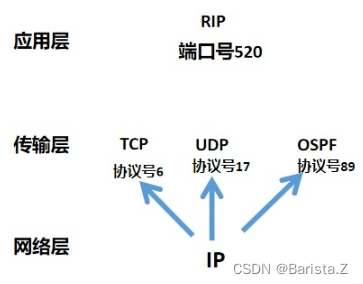 RIP
应用层
端口号520
传输层 TCP UDP OSPF
协议号6 协议号17 协议号89
网络层 IP
CSDN @Barista.Z